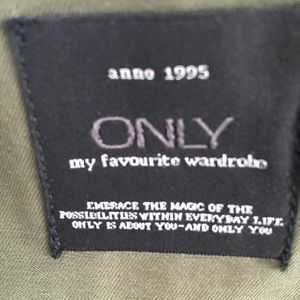 anno 1995
ONLY
my favourite wardrobe
EMBRACE THE MAGIC OF THE
POSSIBILITIES WITHIN EVERYDAY LIFE.
ONLY IS ABOUT YOU-AND ONLY YOU